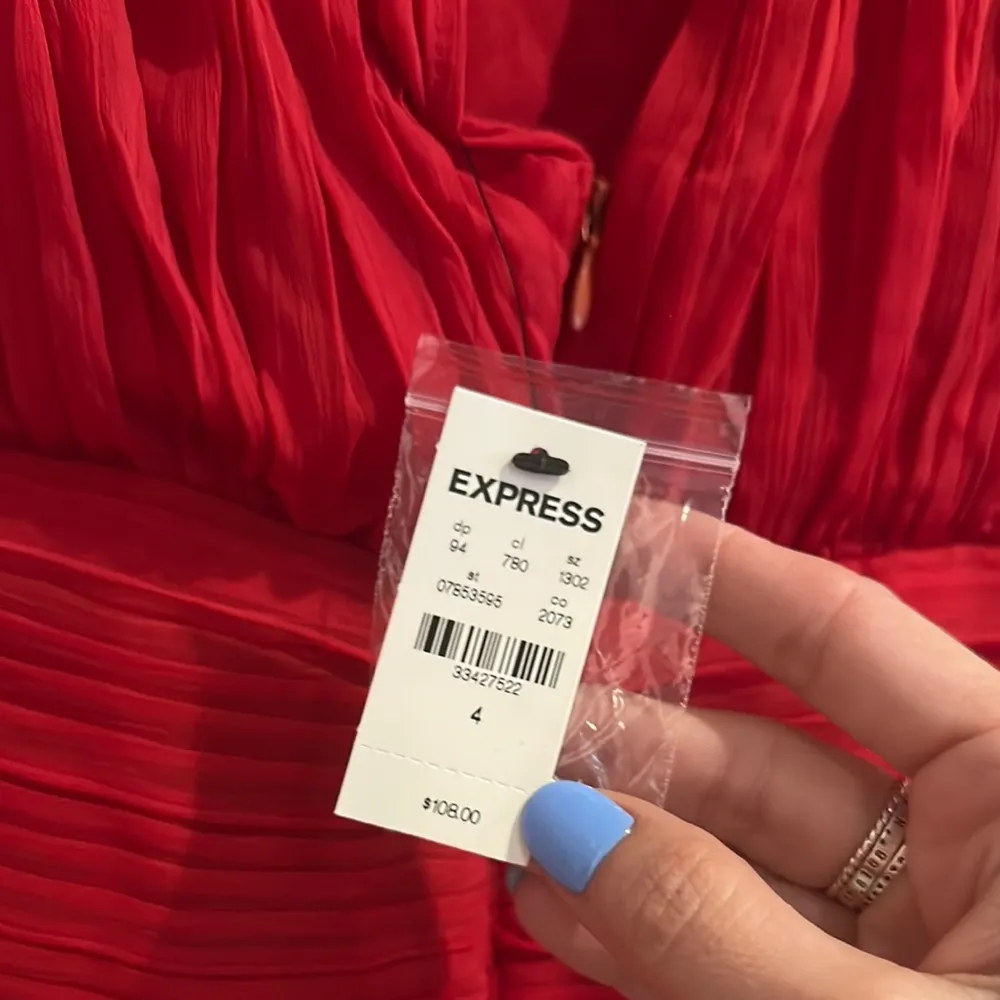 EXPRESS
dp cl sz
94 780 1302
st co
07853595 2073
33427522
4
$108.00